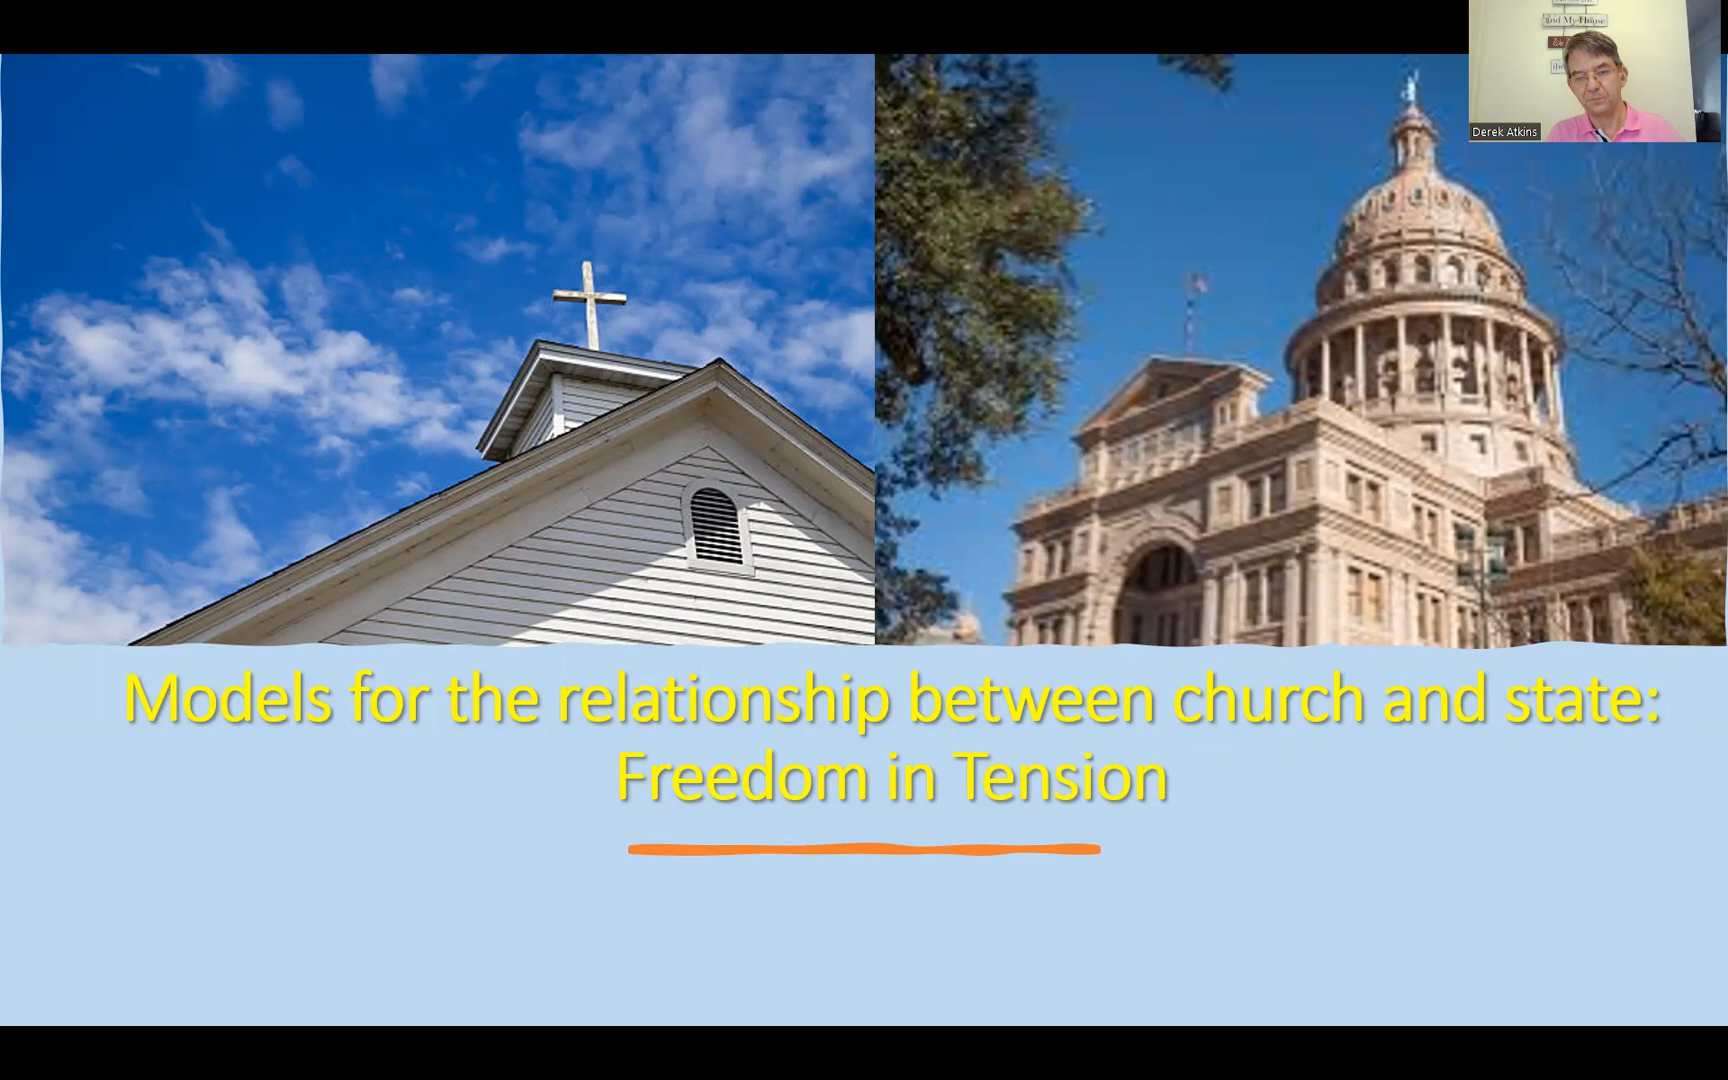 and My House
Derek Atkins
Models for the relationship between church and state:
Freedom in Tension